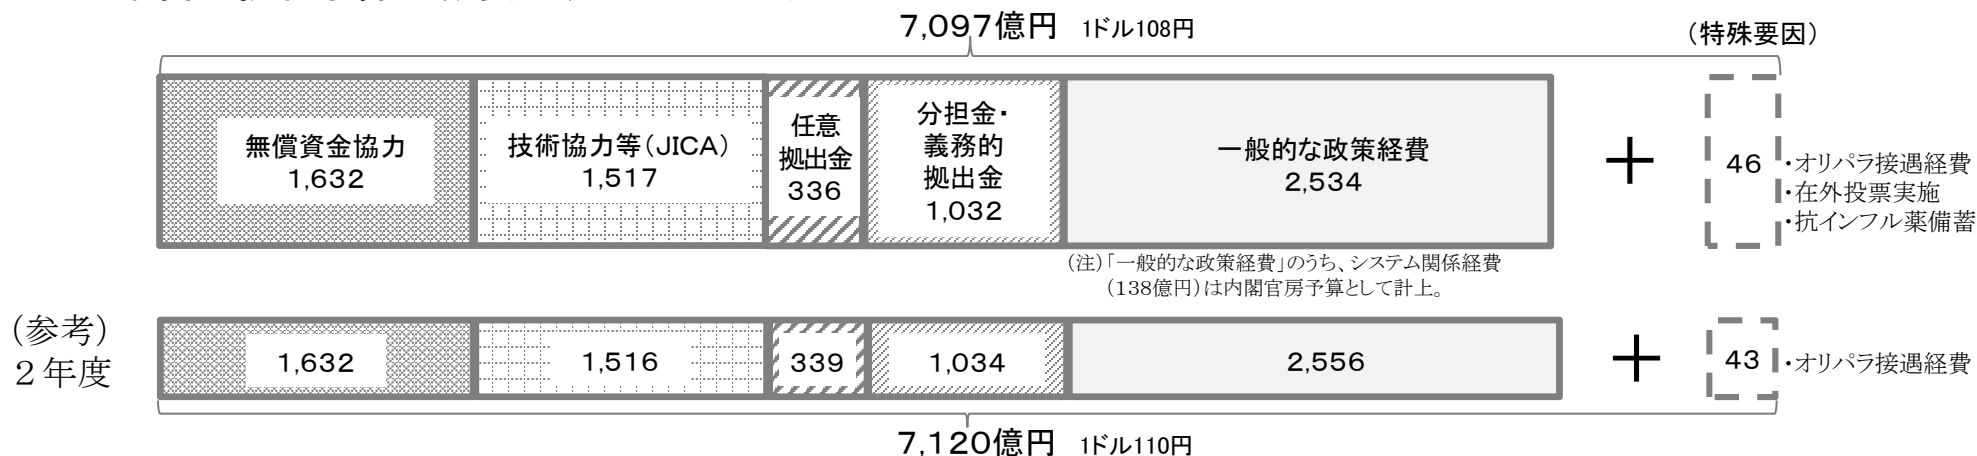 7,097億円 1ドル108円
(特殊要因)
無償資金協力
1,632
技術協力等(JICA)
1,517
任意
拠出金
336
分担金・
義務的
拠出金
1,032
一般的な政策経費
2,534
+
46
・オリパラ接遇経費
・在外投票実施
・抗インフル薬備蓄
(注)「一般的な政策経費」のうち、システム関係経費
(138億円)は内閣官房予算として計上。
(参考)
2年度
1,632
1,516
339
1,034
2,556
+
43
・オリパラ接遇経費
7,120億円 1ドル110円